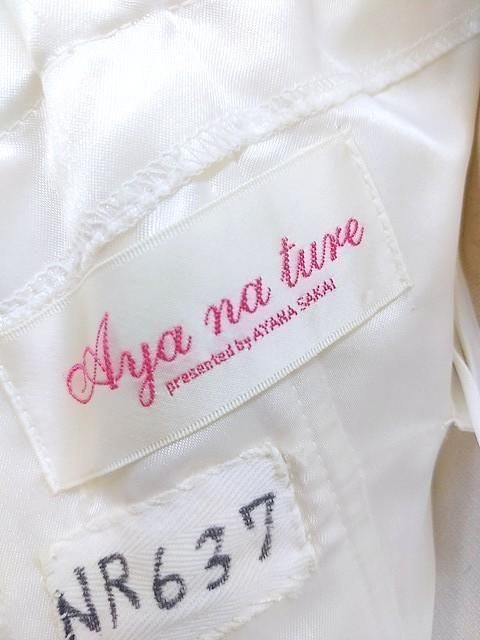 Aya na ture
presented by AYANA SAKAI
NR637